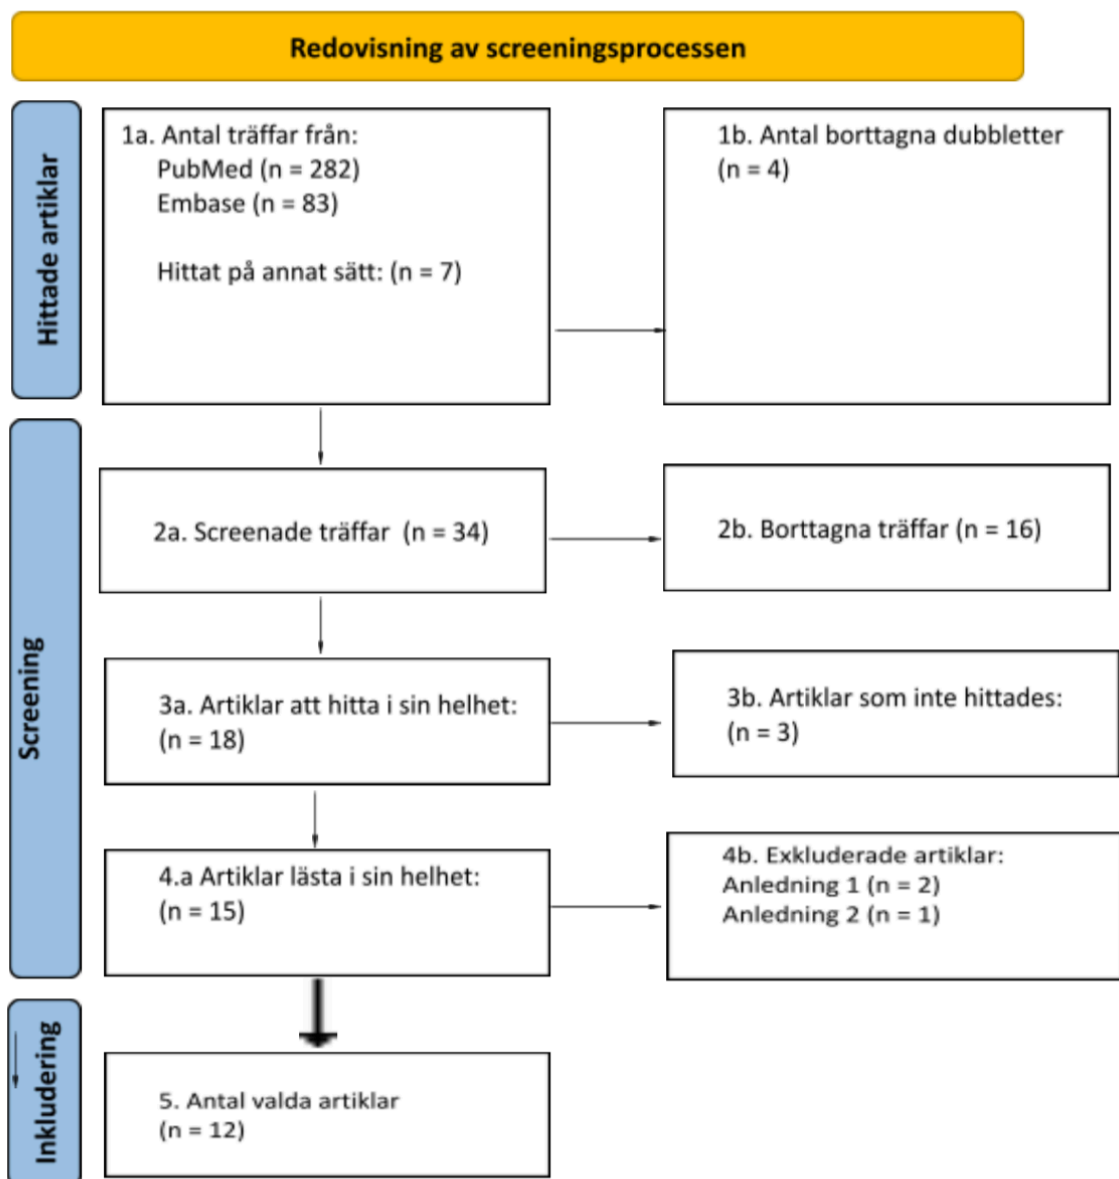 Redovisning av screeningsprocessen
Hittade artiklar
1a. Antal träffar från:
PubMed (n = 282)
Embase (n = 83)
Hittat på annat sätt: (n = 7)
1b. Antal borttagna dubbletter
(n = 4)
Screening
2a. Screenade träffar (n = 34)
2b. Borttagna träffar (n = 16)
3a. Artiklar att hitta i sin helhet:
(n = 18)
3b. Artiklar som inte hittades:
(n = 3)
4.a Artiklar lästa i sin helhet:
(n = 15)
4b. Exkluderade artiklar:
Anledning 1 (n = 2)
Anledning 2 (n = 1)
Inkludering
5. Antal valda artiklar
(n = 12)